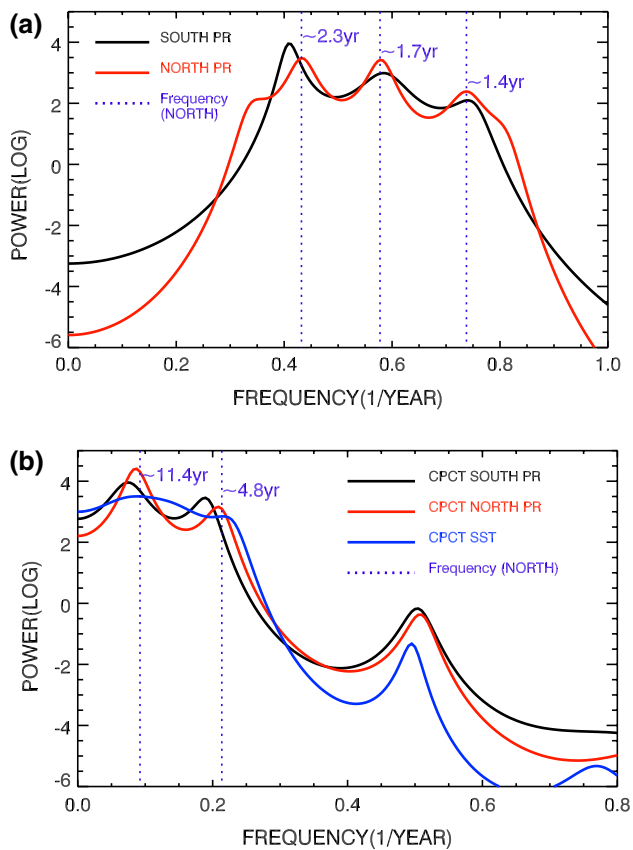 (a)
SOUTH PR
NORTH PR
Frequency
(NORTH)
~2.3yr
~1.7yr
~1.4yr
POWER(LOG)
4
2
0
-2
-4
-6
0.0 0.2 0.4 0.6 0.8 1.0
FREQUENCY(1/YEAR)
(b)
~11.4yr
~4.8yr
CPCT SOUTH PR
CPCT NORTH PR
CPCT SST
Frequency (NORTH)
POWER(LOG)
4
2
0
-2
-4
-6
0.0 0.2 0.4 0.6 0.8
FREQUENCY(1/YEAR)